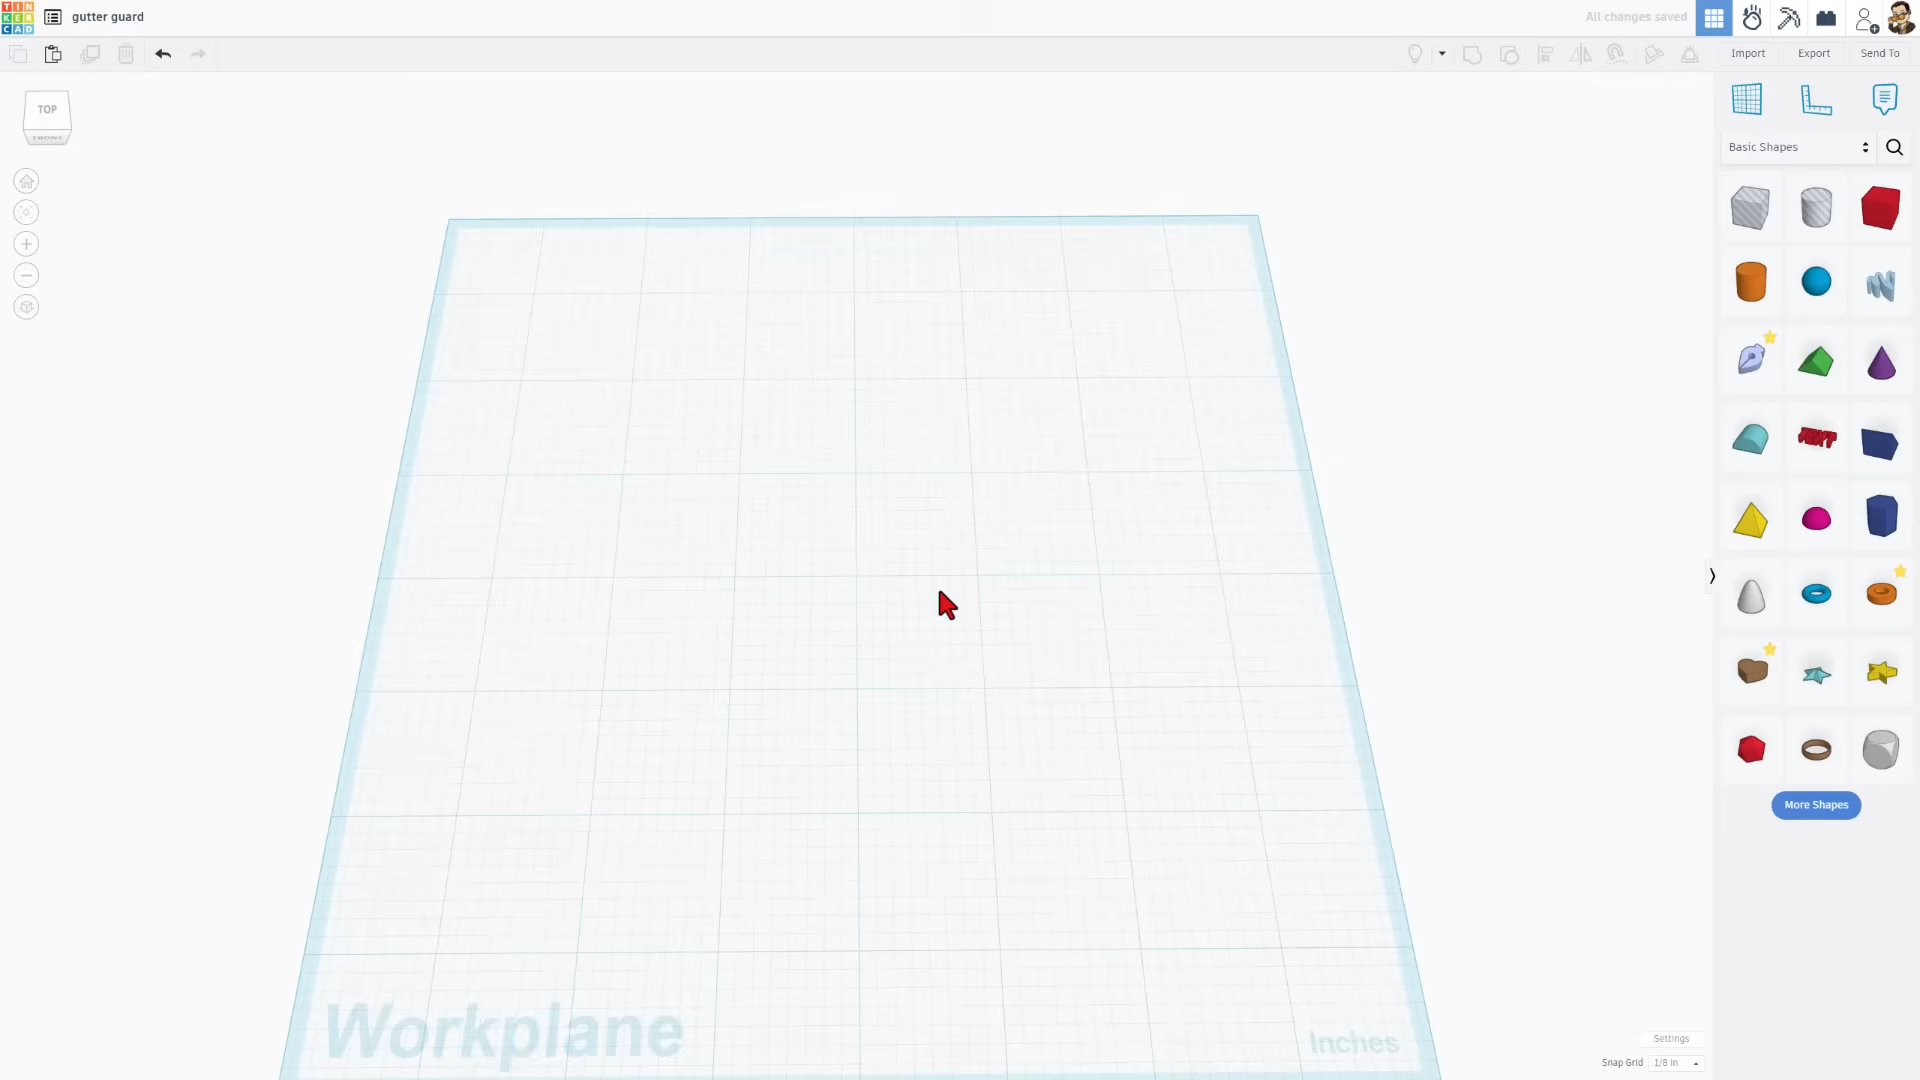 TIN
KER
CAD
gutter guard
All changes saved
Import
Export
Send To
TOP
FRONT
Basic Shapes
More Shapes
Workplane
Inches
Settings
Snap Grid
1/8 in